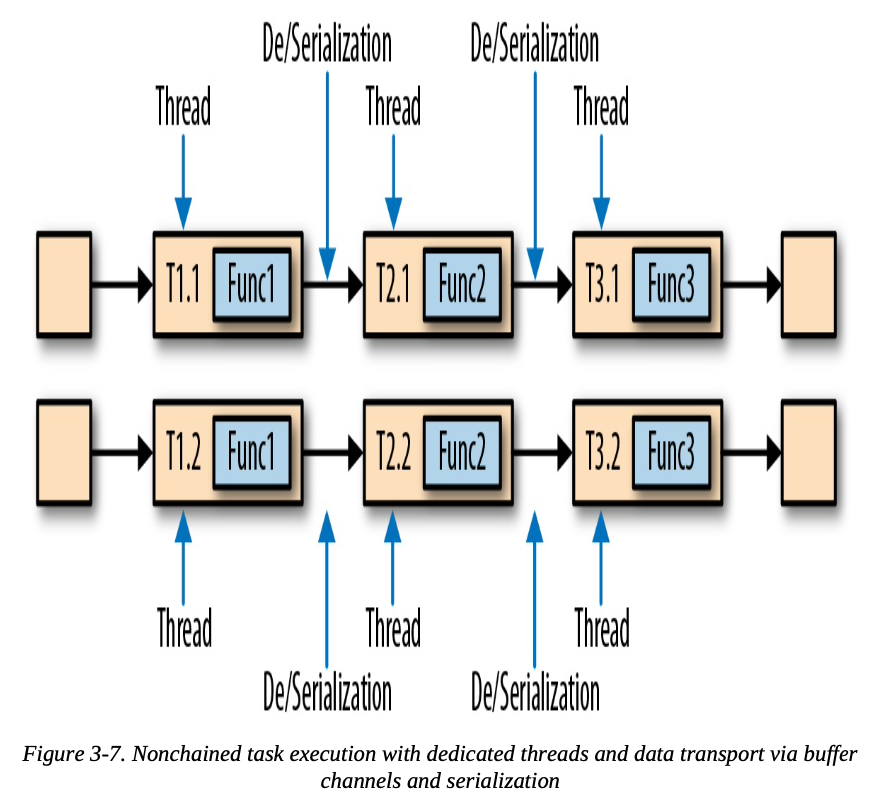 De/Serialization De/Serialization
Thread Thread Thread
T1.1 Func1 T2.1 Func2 T3.1 Func3
T1.2 Func1 T2.2 Func2 T3.2 Func3
Thread Thread Thread
De/Serialization De/Serialization
Figure 3-7. Nonchained task execution with dedicated threads and data transport via buffer
channels and serialization